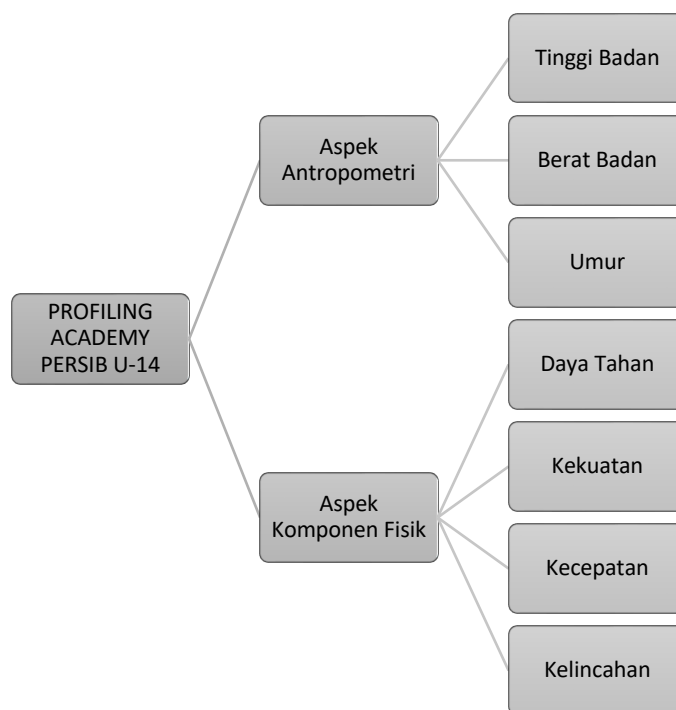 PROFILING
ACADEMY
PERSIB U-14
Aspek
Antropometri
Tinggi Badan
Berat Badan
Umur
Aspek
Komponen Fisik
Daya Tahan
Kekuatan
Kecepatan
Kelincahan